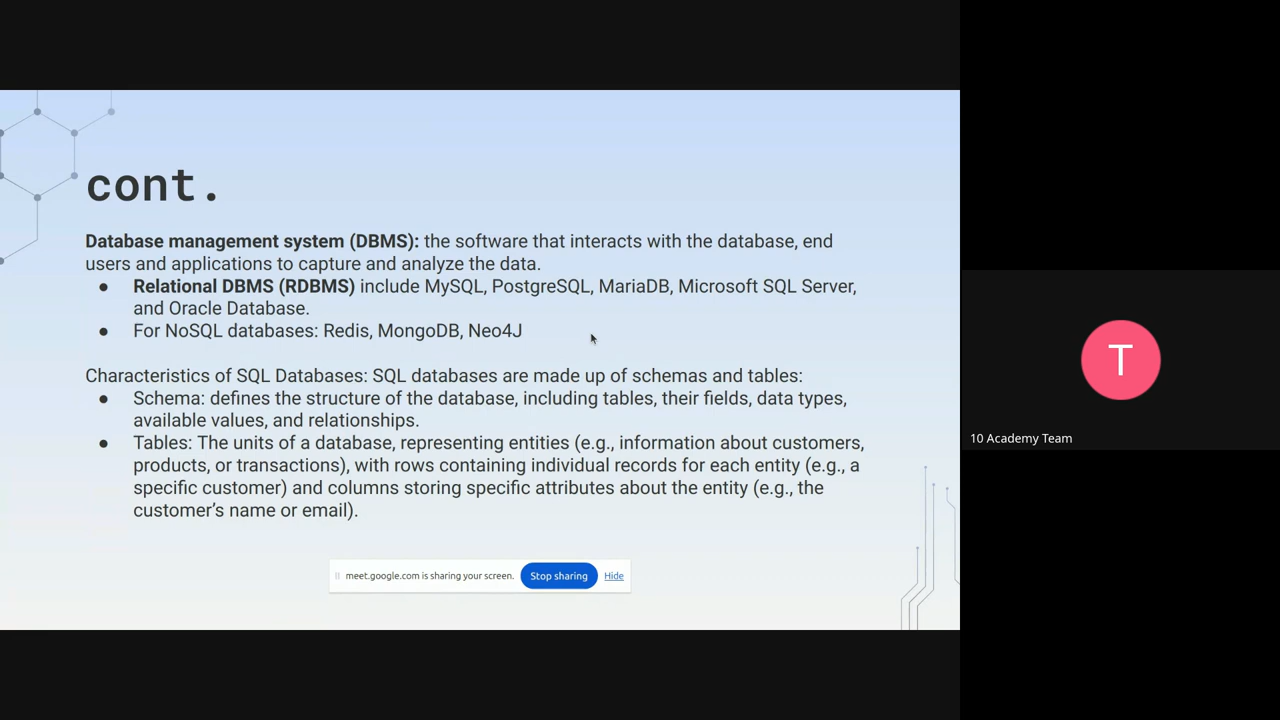 cont.
Database management system (DBMS): the software that interacts with the database, end
users and applications to capture and analyze the data.
● Relational DBMS (RDBMS) include MySQL, PostgreSQL, MariaDB, Microsoft SQL Server,
and Oracle Database.
● For NoSQL databases: Redis, MongoDB, Neo4J
Characteristics of SQL Databases: SQL databases are made up of schemas and tables:
● Schema: defines the structure of the database, including tables, their fields, data types,
available values, and relationships.
● Tables: The units of a database, representing entities (e.g., information about customers,
products, or transactions), with rows containing individual records for each entity (e.g., a
specific customer) and columns storing specific attributes about the entity (e.g., the
customer’s name or email).
meet.google.com is sharing your screen. Stop sharing Hide
T
10 Academy Team